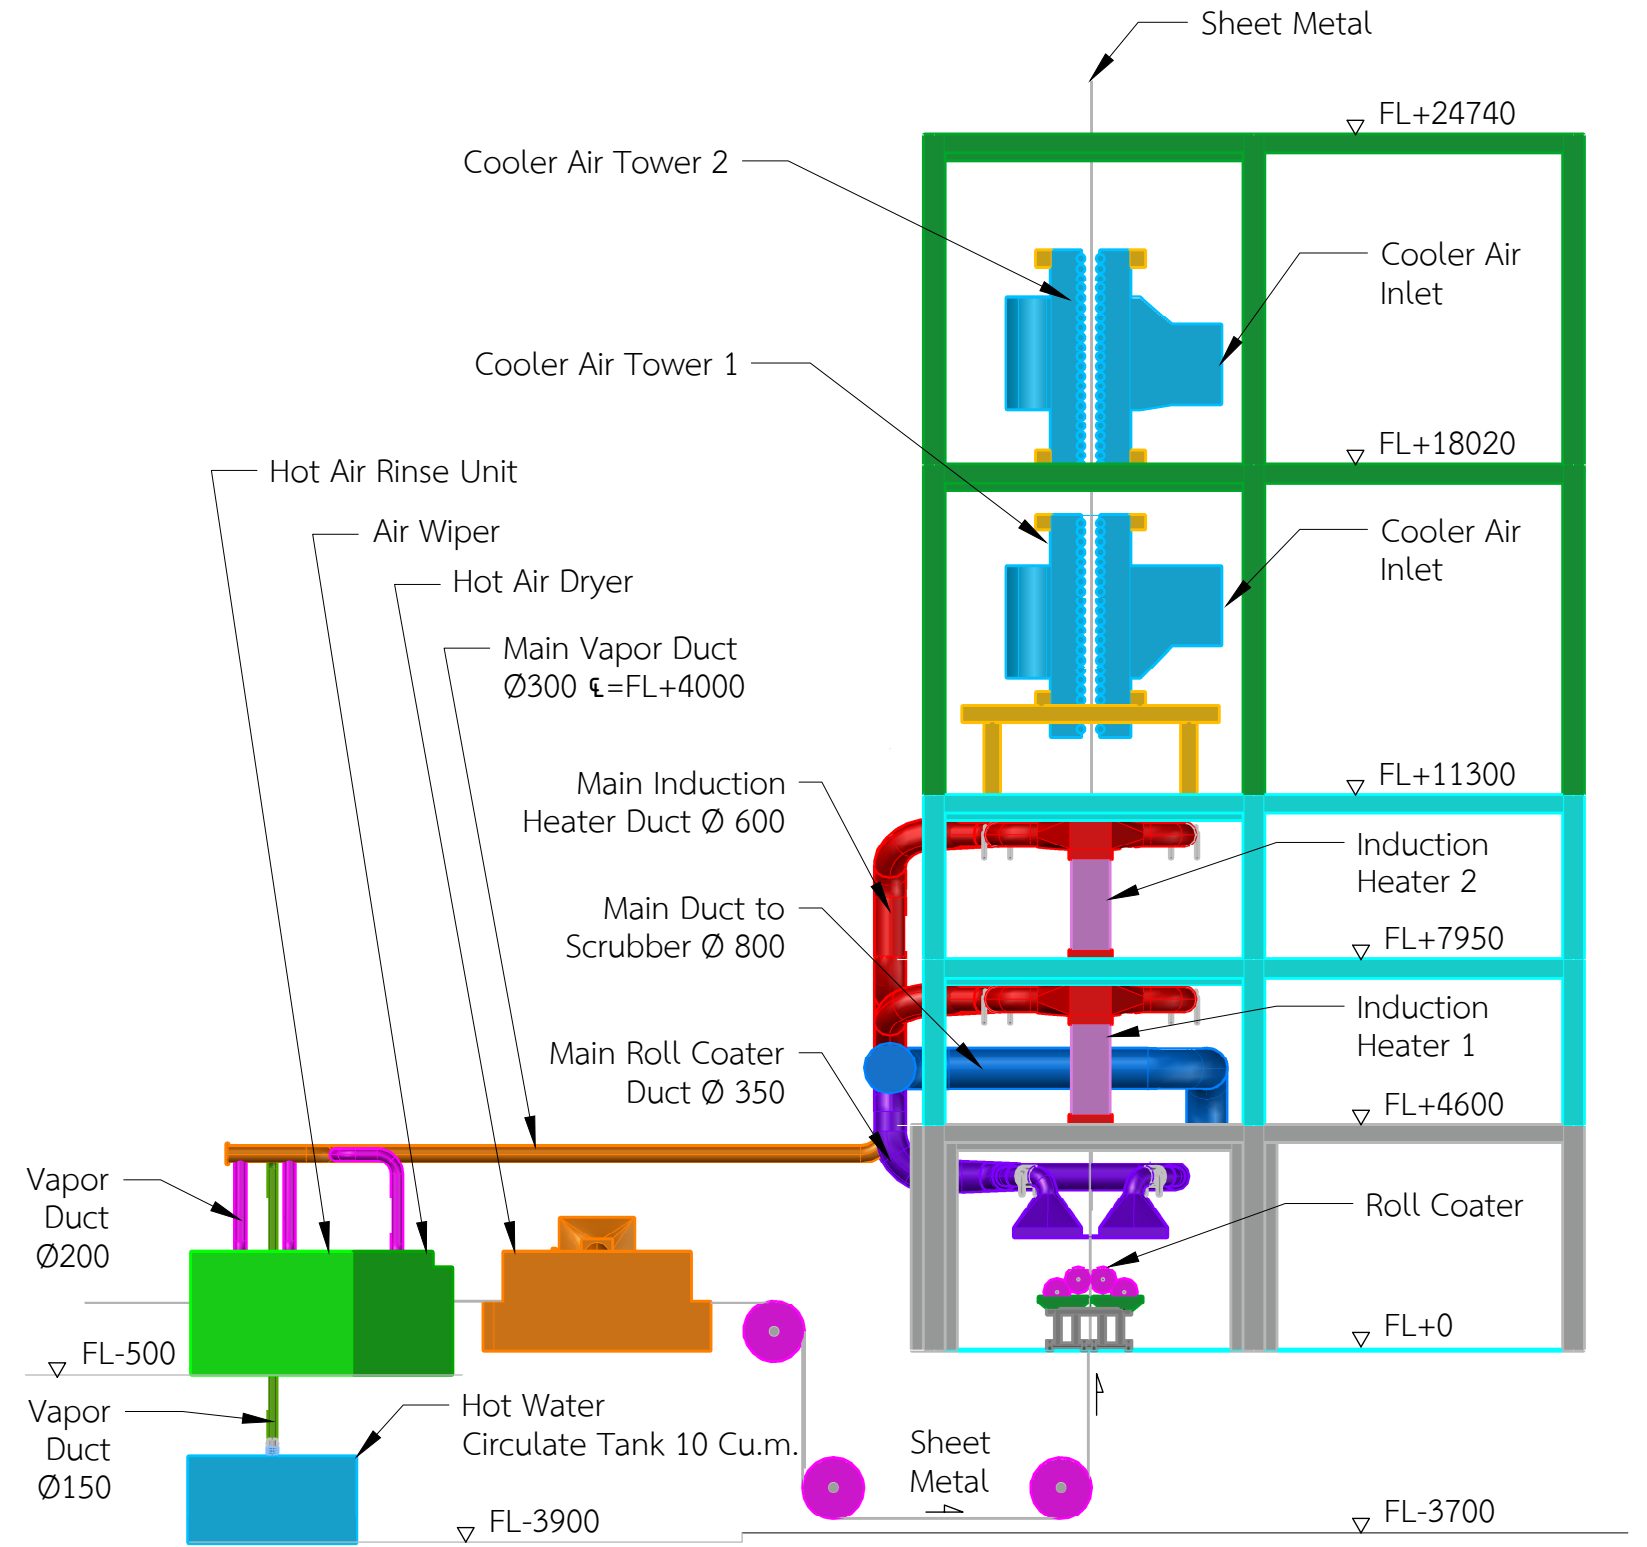 Sheet Metal
FL+24740
Cooler Air Tower 2
Cooler Air
Inlet
Cooler Air Tower 1
FL+18020
Hot Air Rinse Unit
Air Wiper
Cooler Air
Inlet
Hot Air Dryer
Main Vapor Duct
Ø300 ℄=FL+4000
FL+11300
Main Induction
Heater Duct Ø 600
Induction
Heater 2
Main Duct to
Scrubber Ø 800
FL+7950
Induction
Heater 1
Main Roll Coater
Duct Ø 350
FL+4600
Vapor
Duct
Ø200
Roll Coater
FL+0
FL-500
Vapor
Duct
Ø150
Hot Water
Circulate Tank 10 Cu.m.
Sheet
Metal
FL-3900
FL-3700